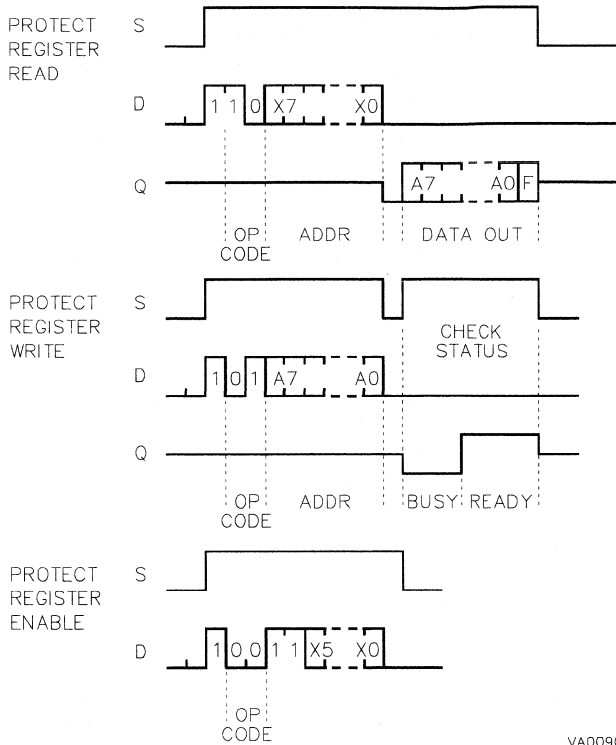 PROTECT
REGISTER
READ
S
D
1 1 0 X7 X0
Q
A7 A0 F
OP
CODE
ADDR
DATA OUT
PROTECT
REGISTER
WRITE
S
CHECK
STATUS
D
1 0 1 A7 A0
Q
OP
CODE
ADDR
BUSY
READY
PROTECT
REGISTER
ENABLE
S
D
1 0 0 1 1 X5 X0
OP
CODE